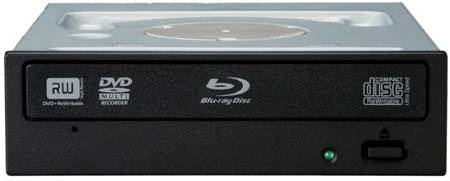 RW
DVD+ReWritable
DVD
MULTI
RECORDER
Blu-ray Disc
COMPACT
disc
ReWritable
Ultra Speed